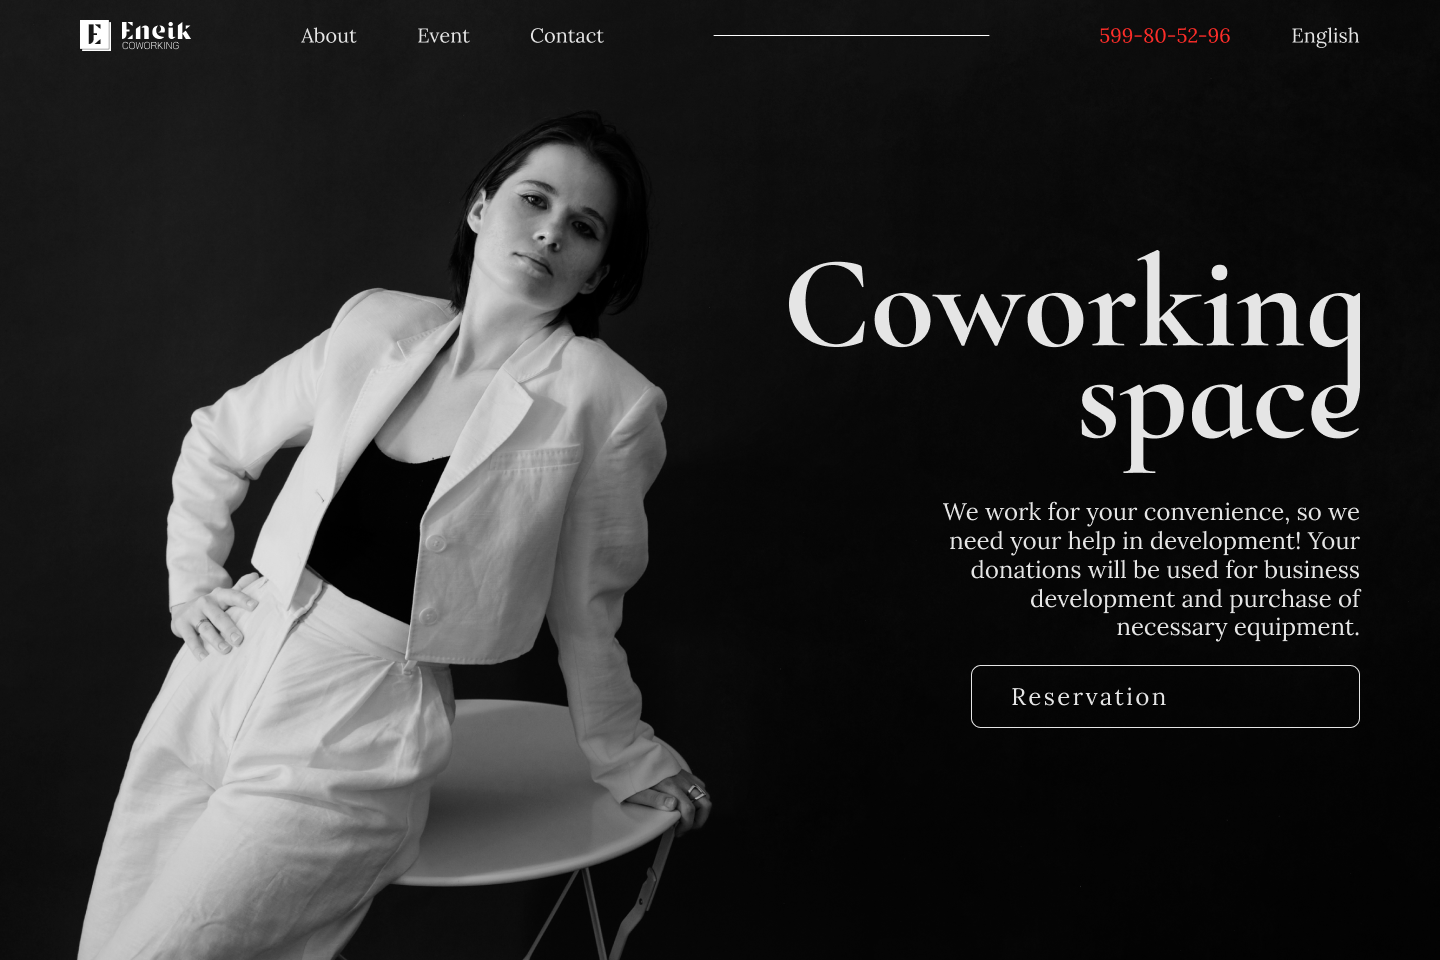 E
Eneik
COWORKING
About
Event
Contact
599-80-52-96
English
Coworking
space
We work for your convenience, so we
need your help in development! Your
donations will be used for business
development and purchase of
necessary equipment.
Reservation